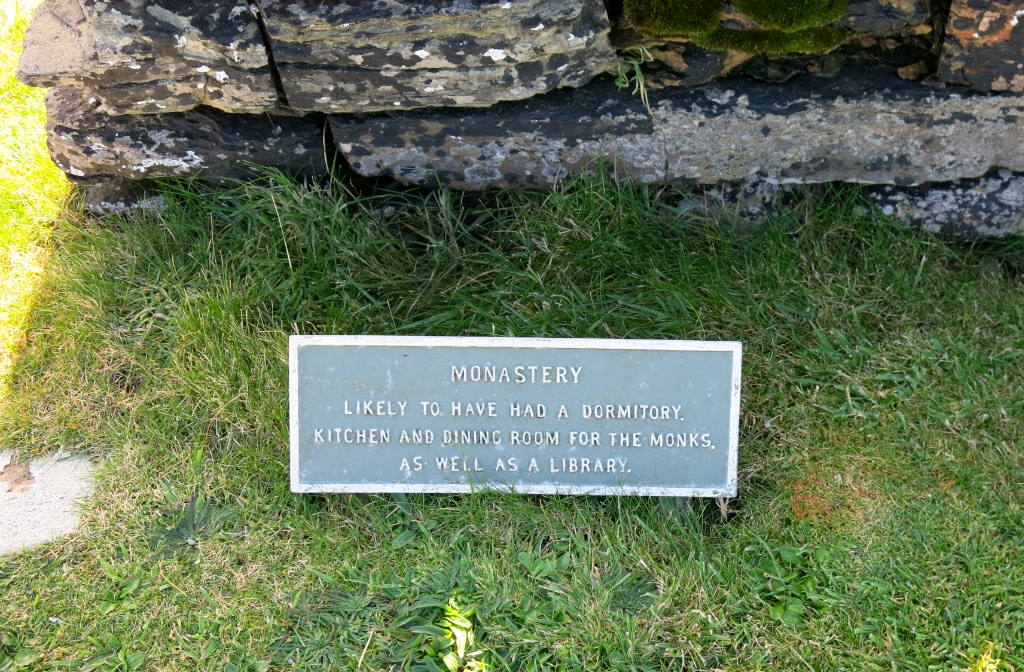 MONASTERY
LIKELY TO HAVE HAD A DORMITORY.
KITCHEN AND DINING ROOM FOR THE MONKS,
AS WELL AS A LIBRARY.